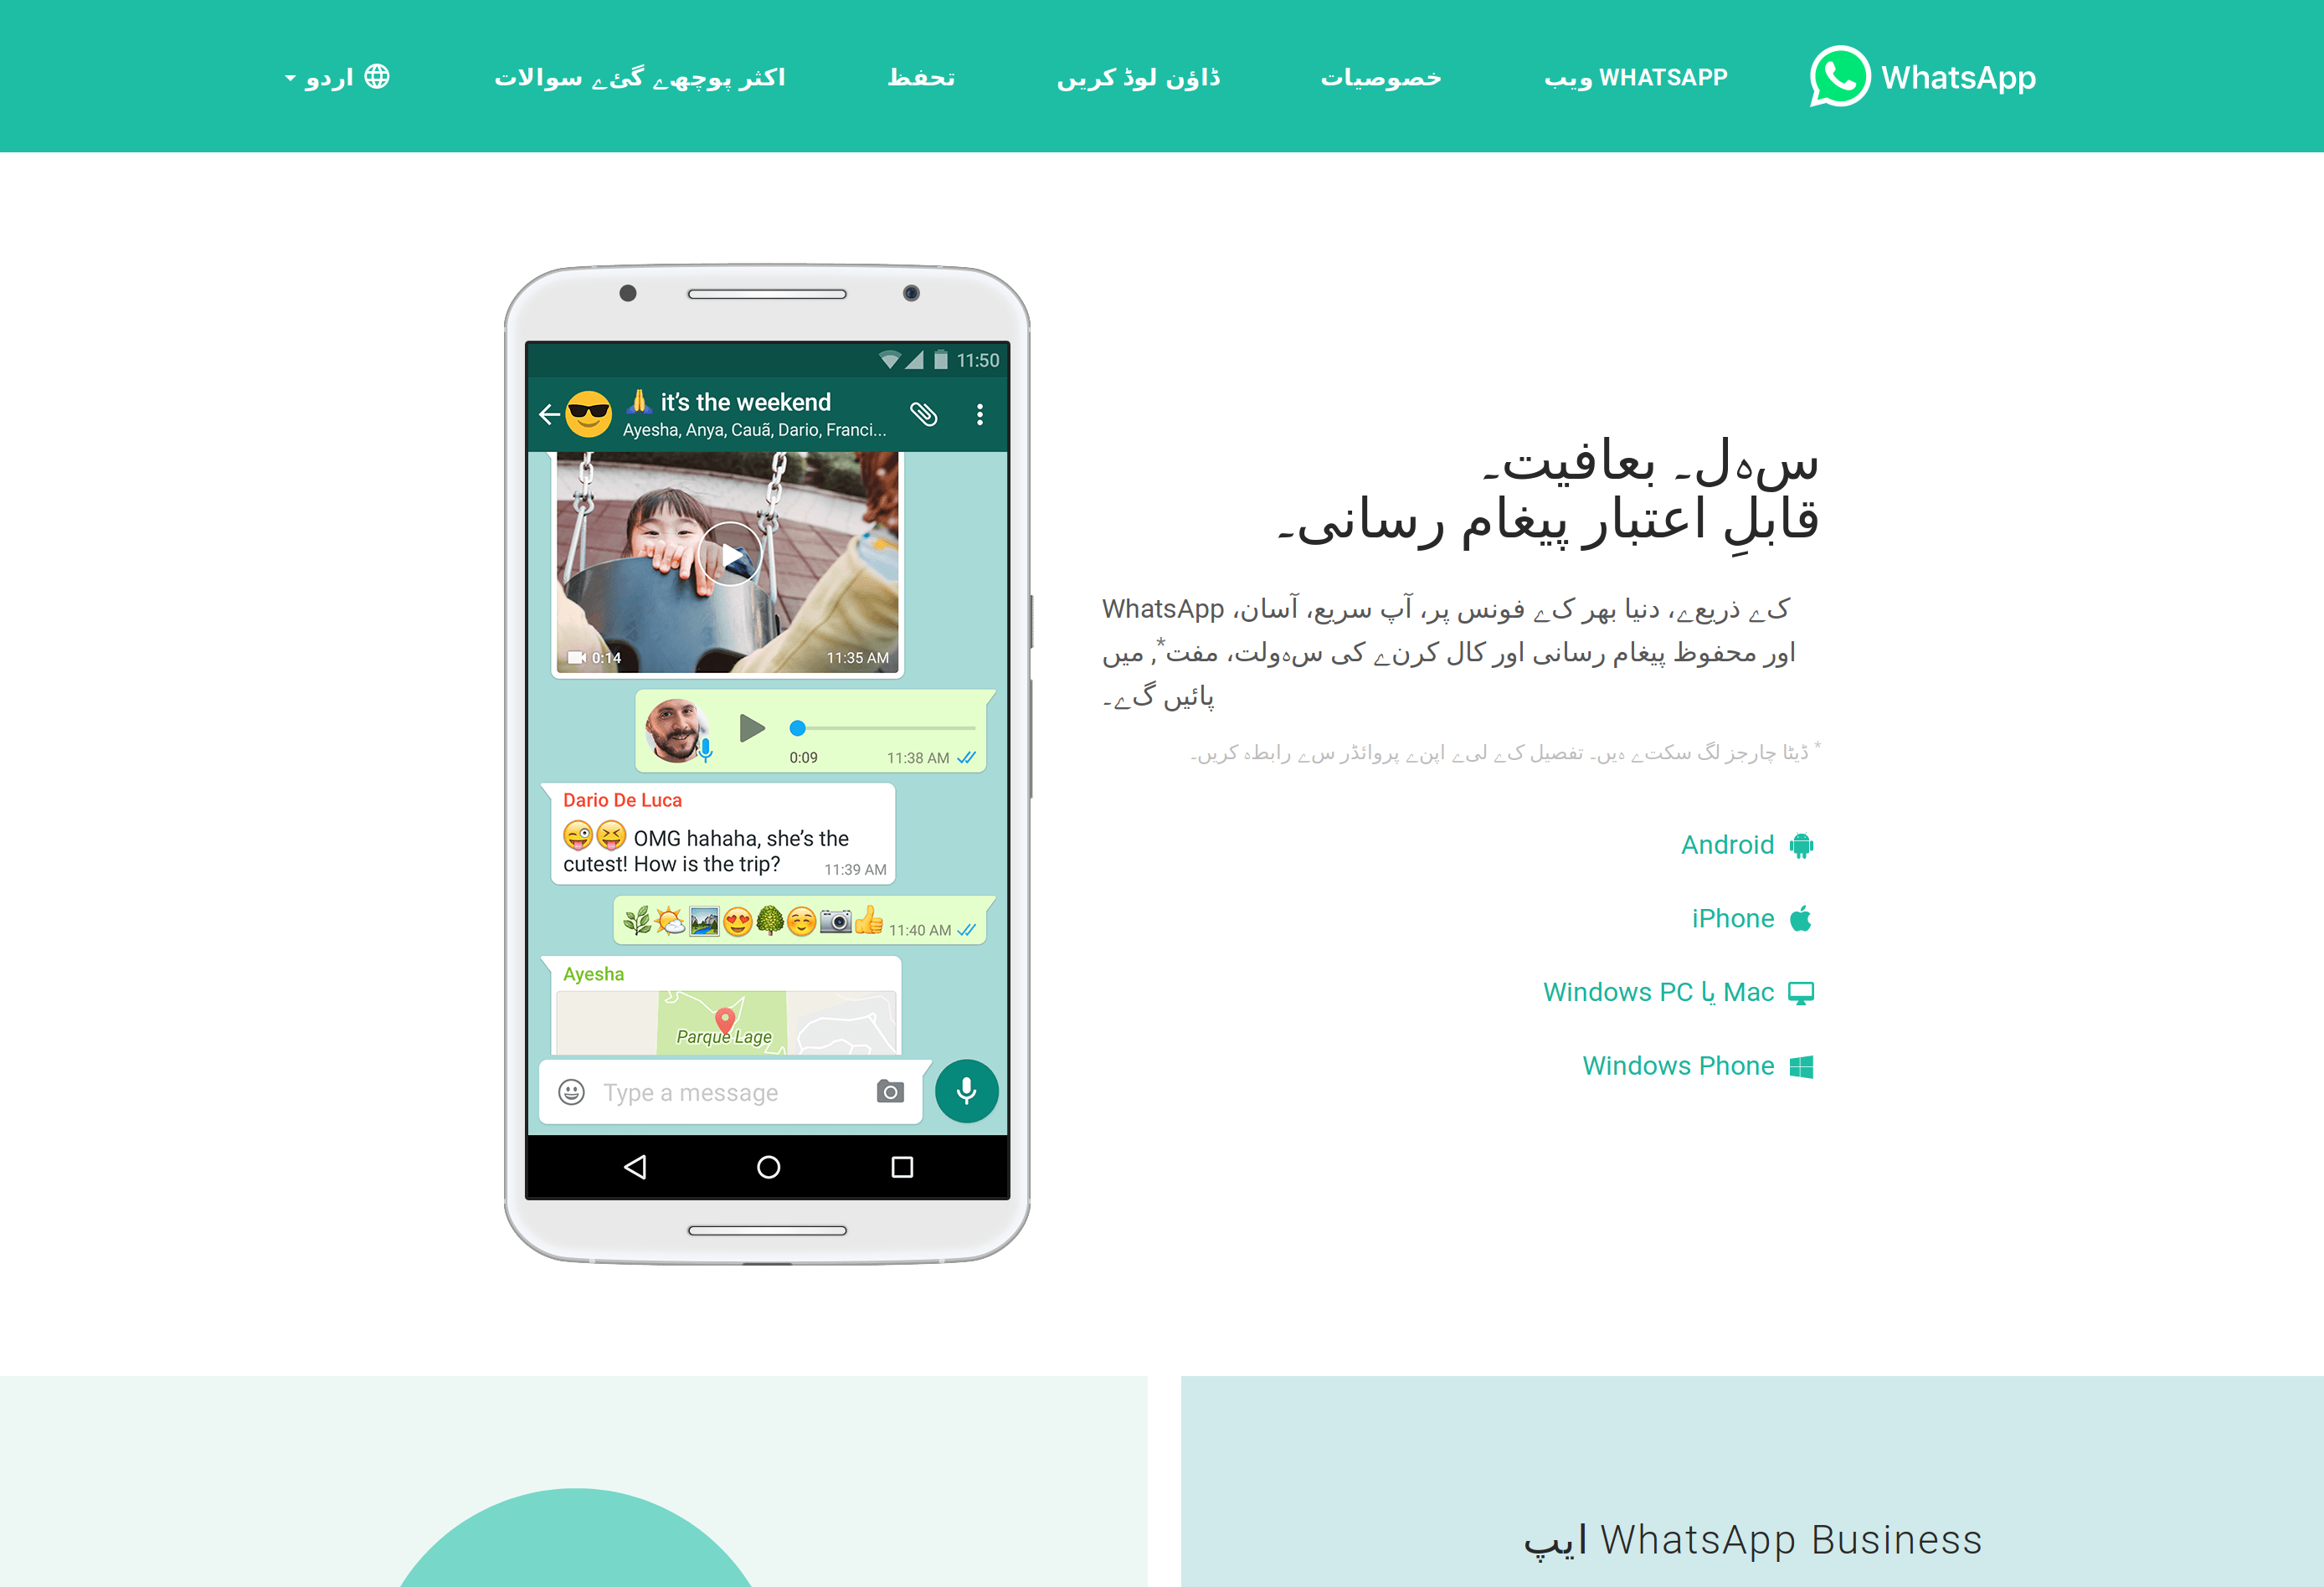 WhatsApp
WHATSAPP ویب
خصوصیات
ڈاؤن لوڈ کریں
تحفظ
اکثر پوچھے گئے سوالات
اردو
سہل۔ بعافیت۔
قابلِ اعتبار پیغام رسانی۔
WhatsApp کے ذریعے، دنیا بھر کے فونس پر، آپ سریع، آسان،
اور محفوظ پیغام رسانی اور کال کرنے کی سہولت، مفت*, میں
پائیں گے۔
* ڈیٹا چارجز لگ سکتے ہیں۔ تفصیل کے لیے اپنے پروائڈر سے رابطہ کریں۔
Android
iPhone
Mac یا Windows PC
Windows Phone
11:50
🙏 it’s the weekend
Ayesha, Anya, Cauã, Dario, Franci...
0:14 11:35 AM
0:09 11:38 AM
Dario De Luca
😜😝 OMG hahaha, she’s the
cutest! How is the trip? 11:39 AM
🌿🌤🏞😍🌳☺📷👍 11:40 AM
Ayesha
Parque Lage
Type a message
WhatsApp Business ایپ